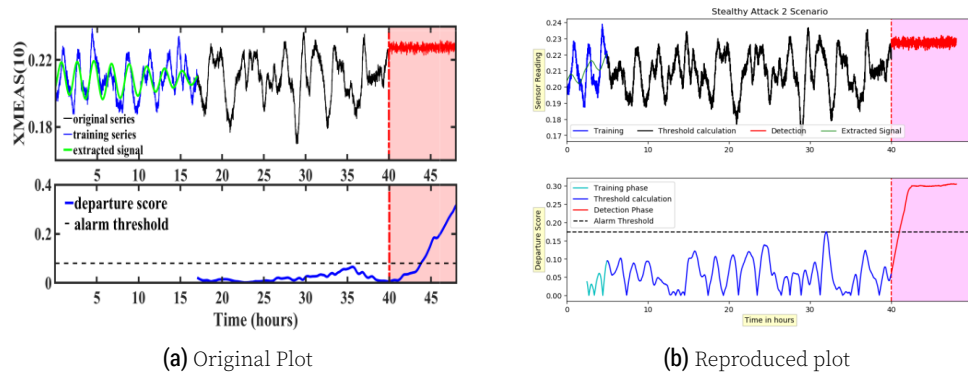 XMEAS(10)
0.22
0.18
original series
training series
extracted signal
5 10 15 20 25 30 35 40 45
0.4
0.2
0
departure score
alarm threshold
5 10 15 20 25 30 35 40 45
Time (hours)
(a) Original Plot
Stealthy Attack 2 Scenario
Sensor Reading
0.24
0.23
0.22
0.21
0.20
0.19
0.18
0.17
Training Threshold calculation Detection Extracted Signal
0 10 20 30 40
Departure Score
0.30
0.25
0.20
0.15
0.10
0.05
0.00
Training phase
Threshold calculation
Detection Phase
Alarm Threshold
0 10 20 30 40
Time in hours
(b) Reproduced plot